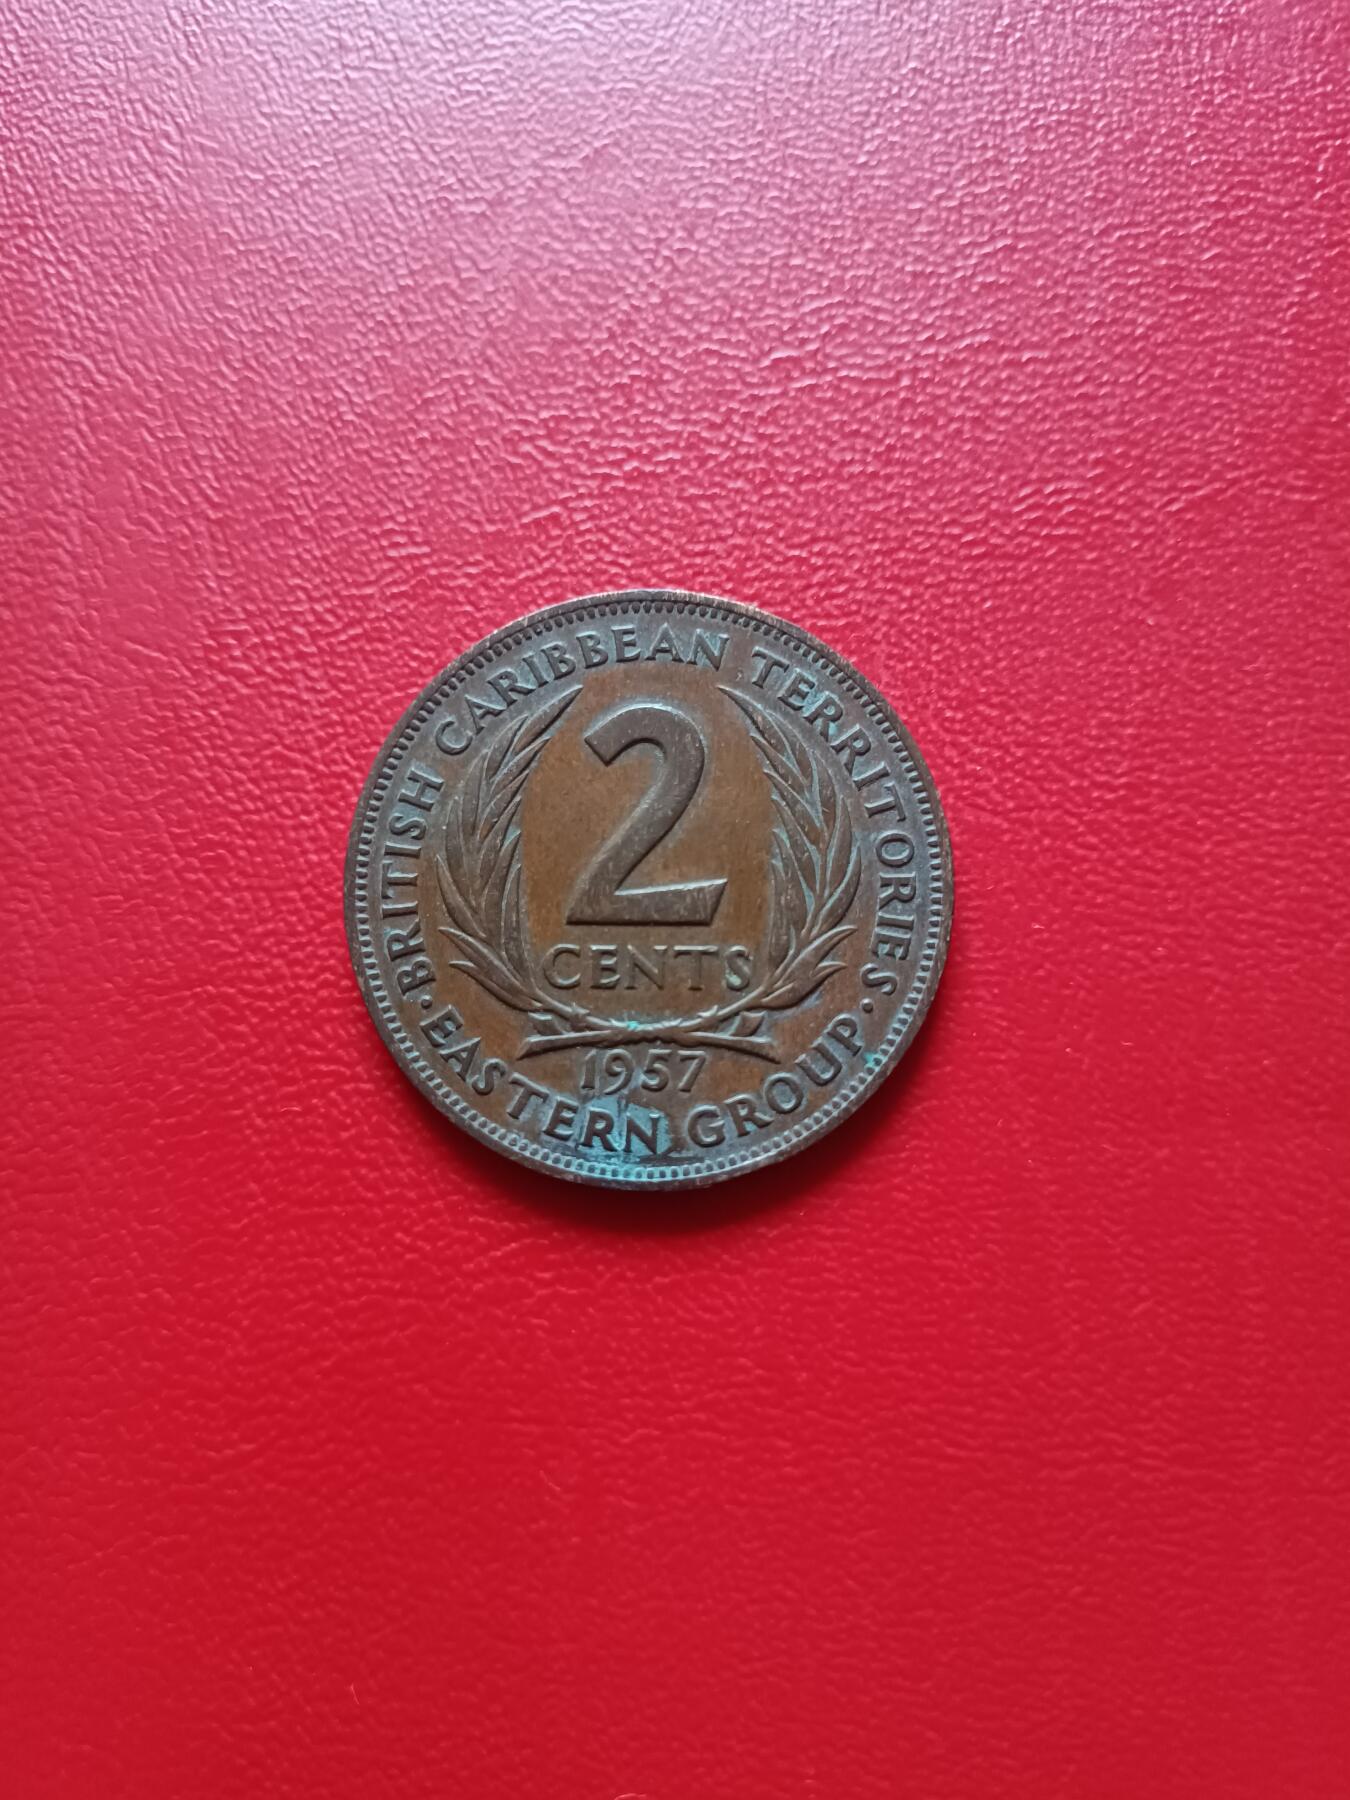 · BRITISH CARIBBEAN TERRITORIES ·
2
CENTS
1957
EASTERN GROUP